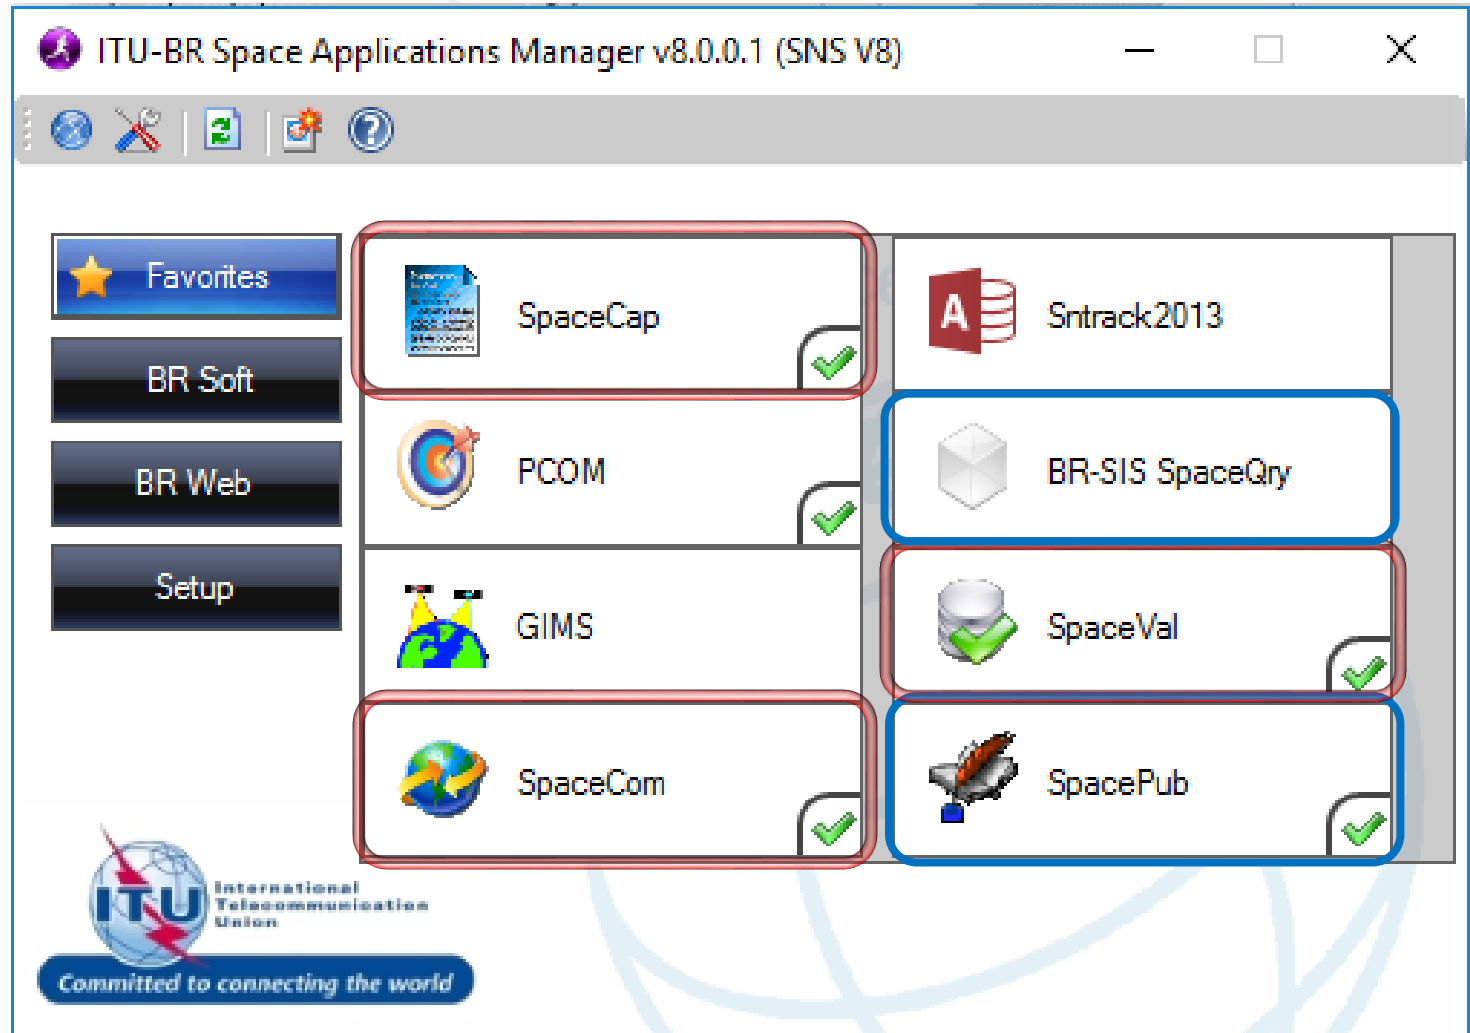 ITU-BR Space Applications Manager v8.0.0.1 (SNS V8)
Favorites
BR Soft
BR Web
Setup
SpaceCap
Sntrack2013
A
PCOM
BR-SIS SpaceQry
GIMS
SpaceVal
SpaceCom
SpacePub
ITU
International
Telecommunication
Union
Committed to connecting the world